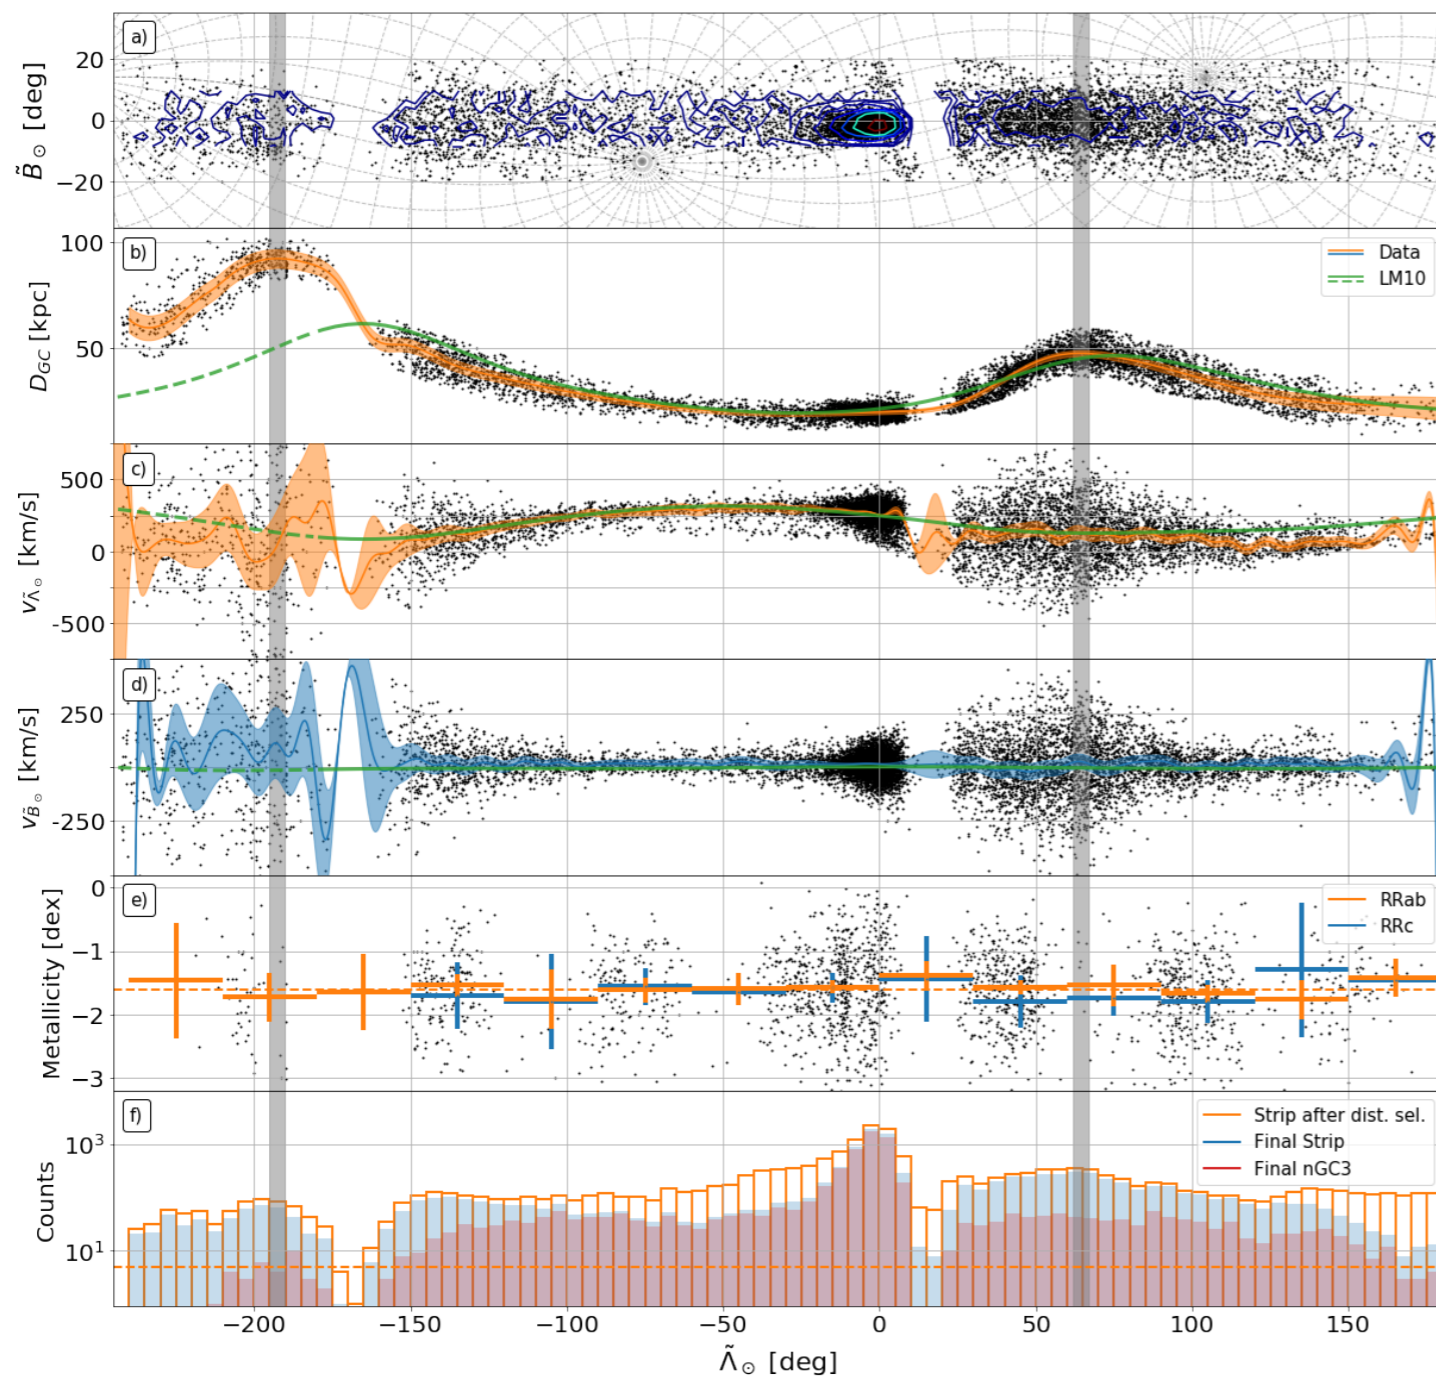 a)
20
0
−20
B̃⊙ [deg]
b)
100
50
D_GC [kpc]
Data
LM10
c)
500
0
-500
v_Λ̃⊙ [km/s]
d)
250
-250
v_B̃⊙ [km/s]
e)
0
−1
−2
−3
Metallicity [dex]
RRab
RRc
f)
10³
10¹
Counts
Strip after dist. sel.
Final Strip
Final nGC3
−200 −150 −100 −50 0 50 100 150
Λ̃⊙ [deg]